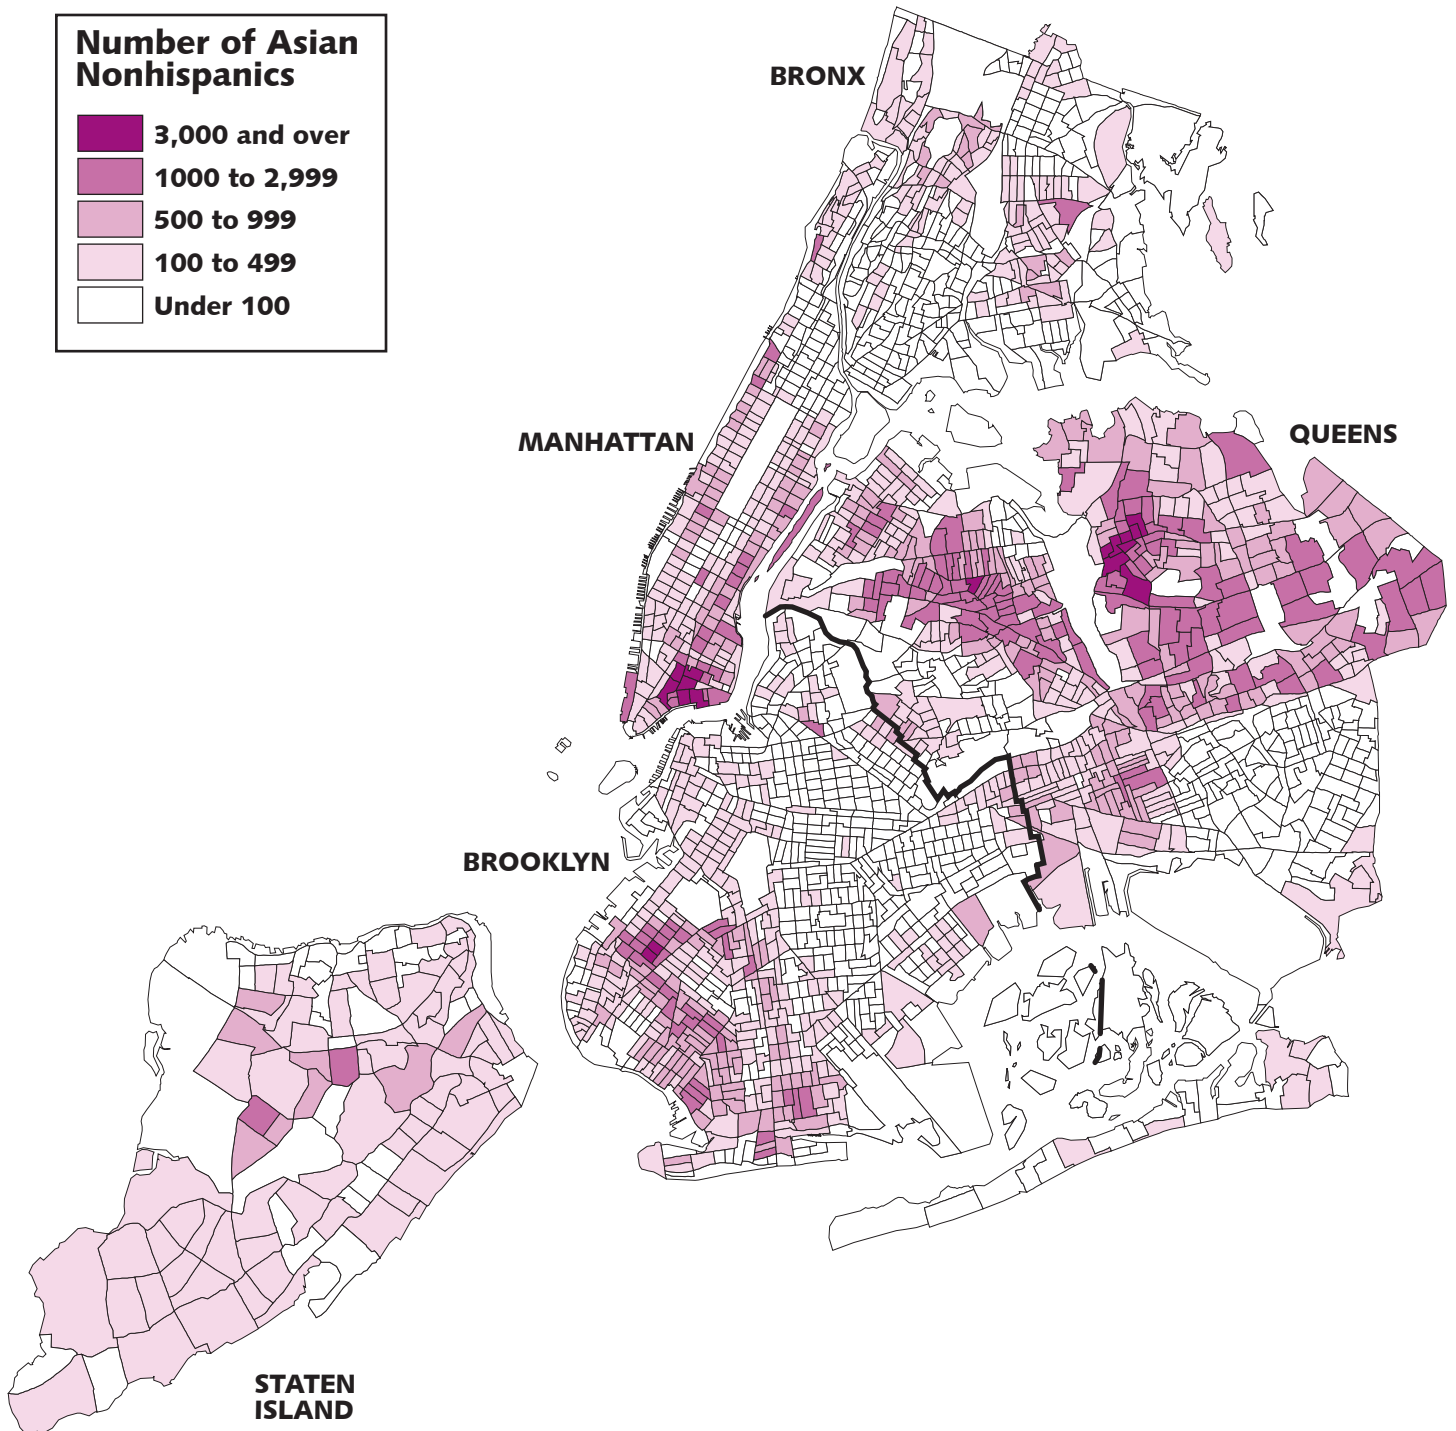 Number of Asian
Nonhispanics
3,000 and over
1000 to 2,999
500 to 999
100 to 499
Under 100
BRONX
MANHATTAN
QUEENS
BROOKLYN
STATEN
ISLAND